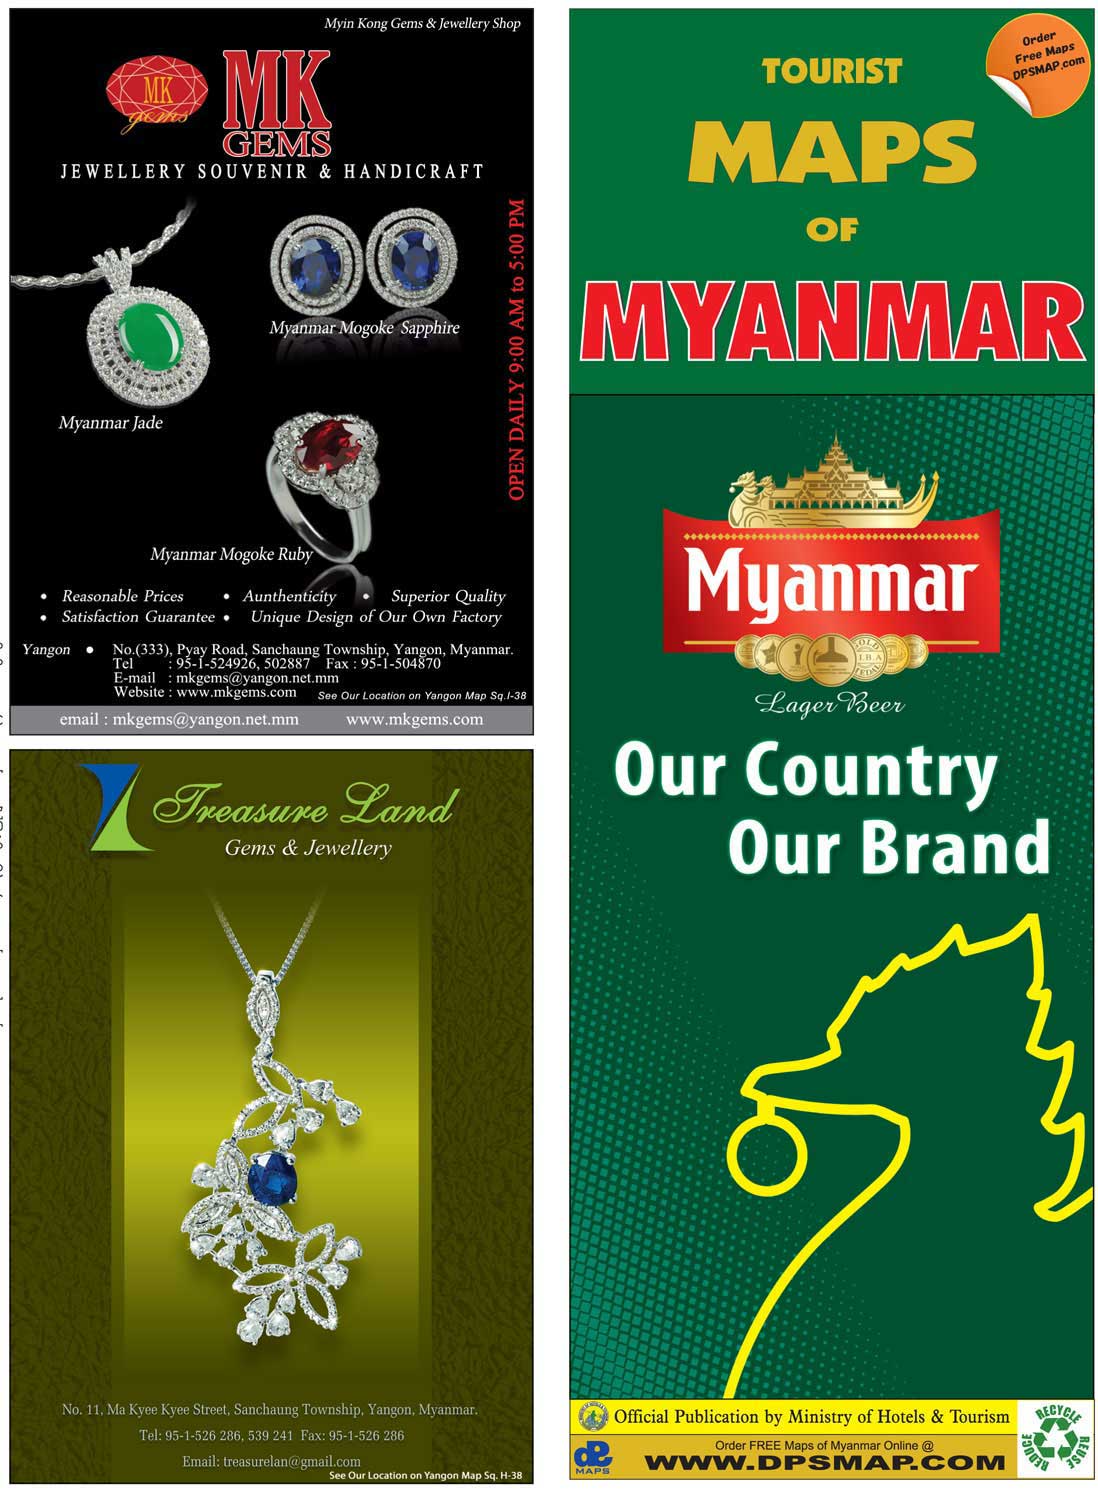 Myin Kong Gems & Jewellery Shop
MK
gems
MK
GEMS
JEWELLERY SOUVENIR & HANDICRAFT
OPEN DAILY 9:00 AM to 5:00 PM
Myanmar Mogoke Sapphire
Myanmar Jade
Myanmar Mogoke Ruby
• Reasonable Prices • Aunthenticity • Superior Quality
• Satisfaction Guarantee • Unique Design of Our Own Factory
Yangon • No.(333), Pyay Road, Sanchaung Township, Yangon, Myanmar.
Tel : 95-1-524926, 502887 Fax : 95-1-504870
E-mail : mkgems@yangon.net.mm
Website : www.mkgems.com See Our Location on Yangon Map Sq.I-38
email : mkgems@yangon.net.mm www.mkgems.com
Treasure Land
Gems & Jewellery
No. 11, Ma Kyee Kyee Street, Sanchaung Township, Yangon, Myanmar.
Tel: 95-1-526 286, 539 241 Fax: 95-1-526 286
Email: treasurelan@gmail.com
See Our Location on Yangon Map Sq. H-38
Order
Free Maps
DPSMAP.com
TOURIST
MAPS
OF
MYANMAR
Myanmar
GOLD
I.B.A
MEDAL
Lager Beer
Our Country
Our Brand
Official Publication by Ministry of Hotels & Tourism
MAPS
Order FREE Maps of Myanmar Online @
WWW.DPSMAP.COM
REDUCE
RECYCLE
REUSE